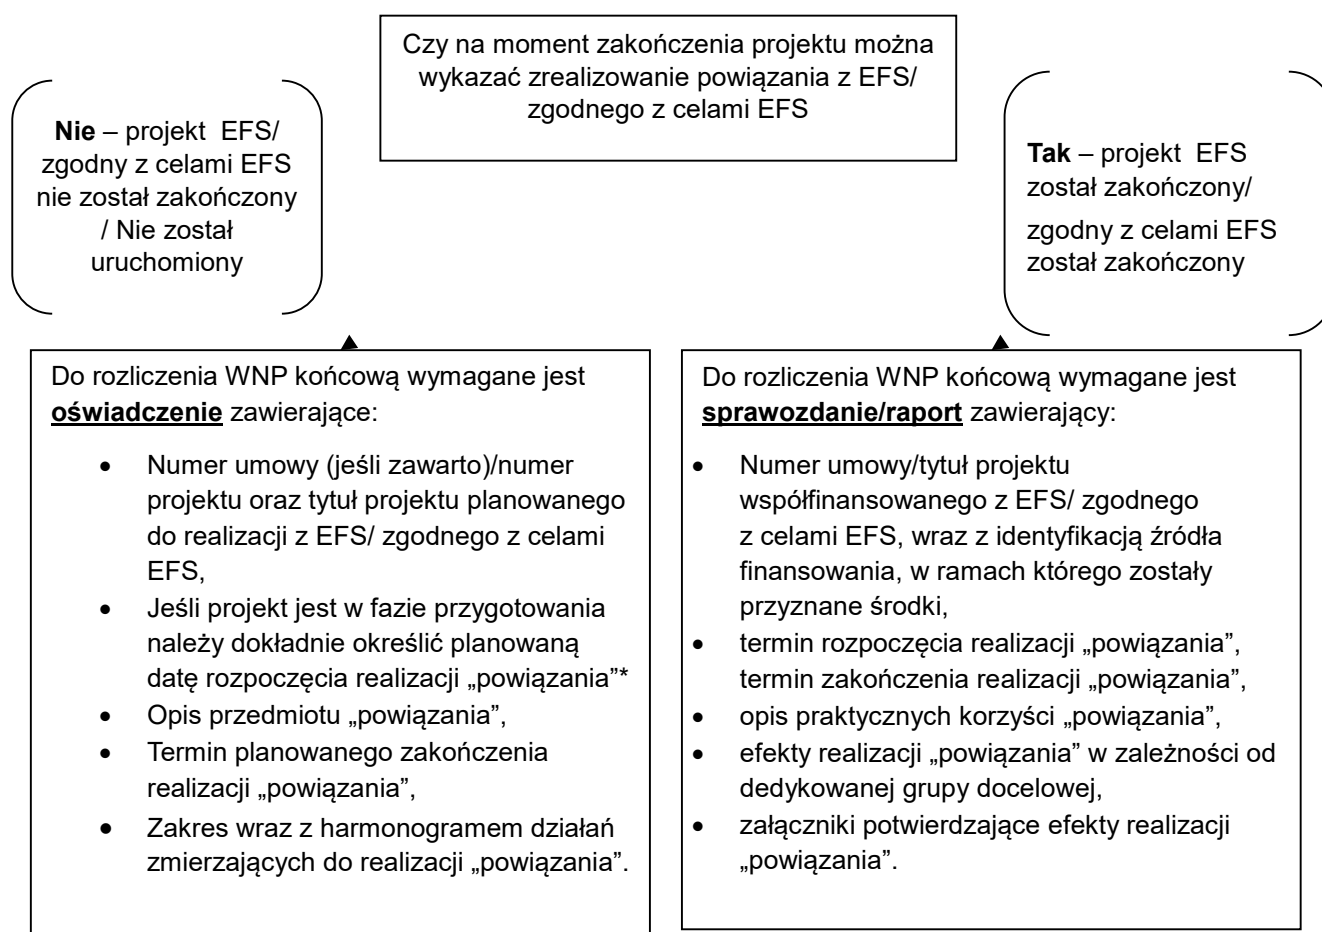 Czy na moment zakończenia projektu można
wykazać zrealizowanie powiązania z EFS/
zgodnego z celami EFS
Nie – projekt EFS/
zgodny z celami EFS
nie został zakończony
/ Nie został
uruchomiony
Tak – projekt EFS
został zakończony/
zgodny z celami EFS
został zakończony
Do rozliczenia WNP końcową wymagane jest
oświadczenie zawierające:
• Numer umowy (jeśli zawarto)/numer
projektu oraz tytuł projektu planowanego
do realizacji z EFS/ zgodnego z celami
EFS,
• Jeśli projekt jest w fazie przygotowania
należy dokładnie określić planowaną
datę rozpoczęcia realizacji „powiązania”*
• Opis przedmiotu „powiązania”,
• Termin planowanego zakończenia
realizacji „powiązania”,
• Zakres wraz z harmonogramem działań
zmierzających do realizacji „powiązania”.
Do rozliczenia WNP końcową wymagane jest
sprawozdanie/raport zawierający:
• Numer umowy/tytuł projektu
współfinansowanego z EFS/ zgodnego
z celami EFS, wraz z identyfikacją źródła
finansowania, w ramach którego zostały
przyznane środki,
• termin rozpoczęcia realizacji „powiązania”,
termin zakończenia realizacji „powiązania”,
• opis praktycznych korzyści „powiązania”,
• efekty realizacji „powiązania” w zależności od
dedykowanej grupy docelowej,
• załączniki potwierdzające efekty realizacji
„powiązania”.